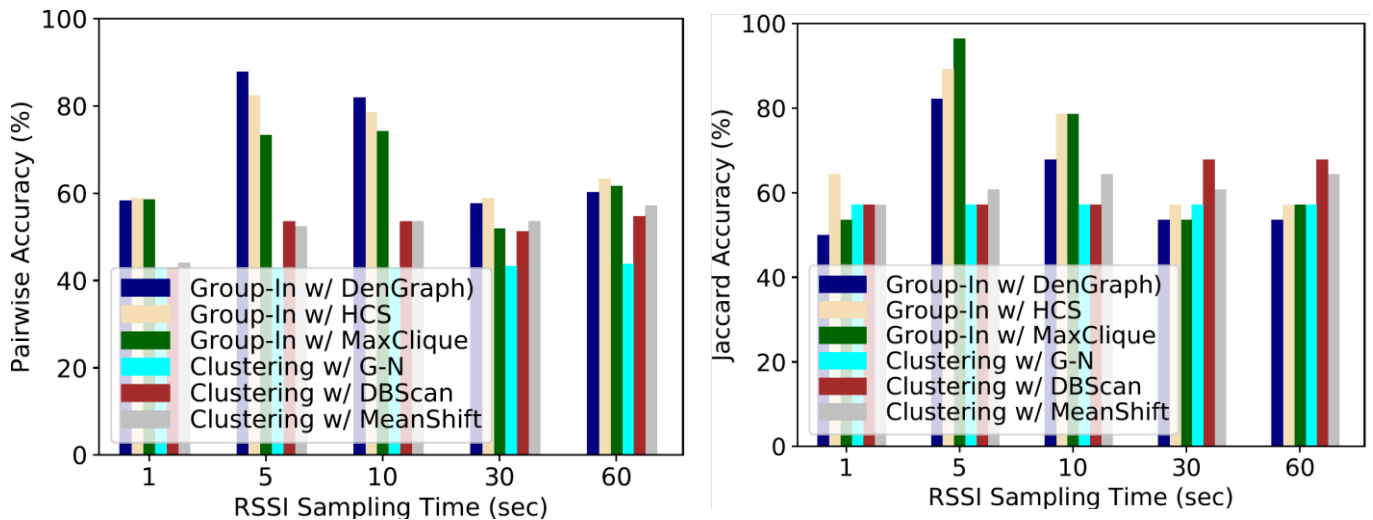 100
80
60
40
20
0
Pairwise Accuracy (%)
Group-In w/ DenGraph)
Group-In w/ HCS
Group-In w/ MaxClique
Clustering w/ G-N
Clustering w/ DBScan
Clustering w/ MeanShift
1 5 10 30 60
RSSI Sampling Time (sec)
100
80
60
40
20
0
Jaccard Accuracy (%)
Group-In w/ DenGraph)
Group-In w/ HCS
Group-In w/ MaxClique
Clustering w/ G-N
Clustering w/ DBScan
Clustering w/ MeanShift
1 5 10 30 60
RSSI Sampling Time (sec)